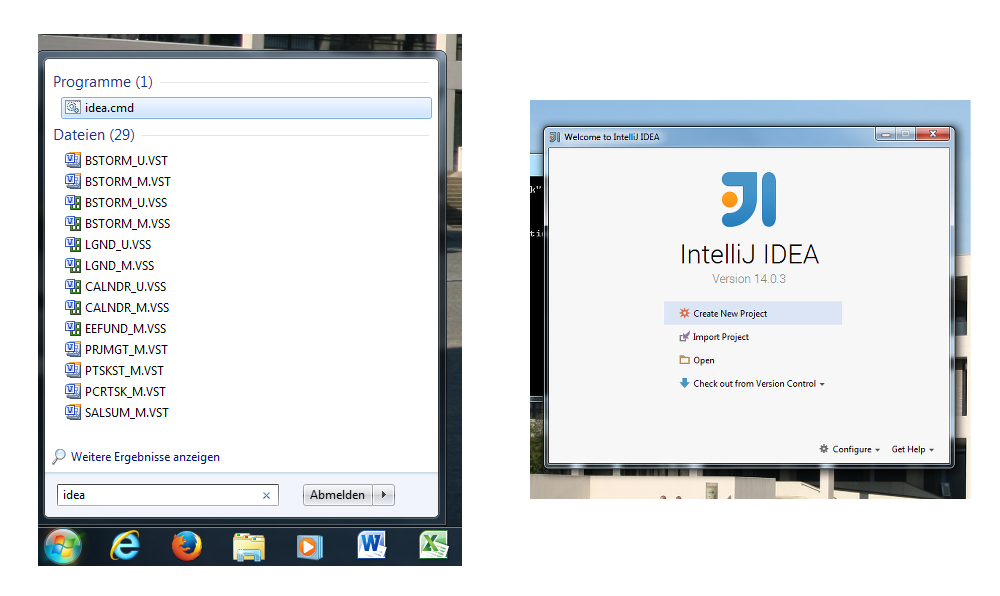 Programme (1)
idea.cmd
Dateien (29)
BSTORM_U.VST
BSTORM_M.VST
BSTORM_U.VSS
BSTORM_M.VSS
LGND_U.VSS
LGND_M.VSS
CALNDR_U.VSS
CALNDR_M.VSS
EEFUND_M.VSS
PRJMGT_M.VST
PTSKST_M.VST
PCRTSK_M.VST
SALSUM_M.VST
Weitere Ergebnisse anzeigen
idea
Abmelden
Welcome to IntelliJ IDEA
IntelliJ IDEA
Version 14.0.3
Create New Project
Import Project
Open
Check out from Version Control
Configure
Get Help